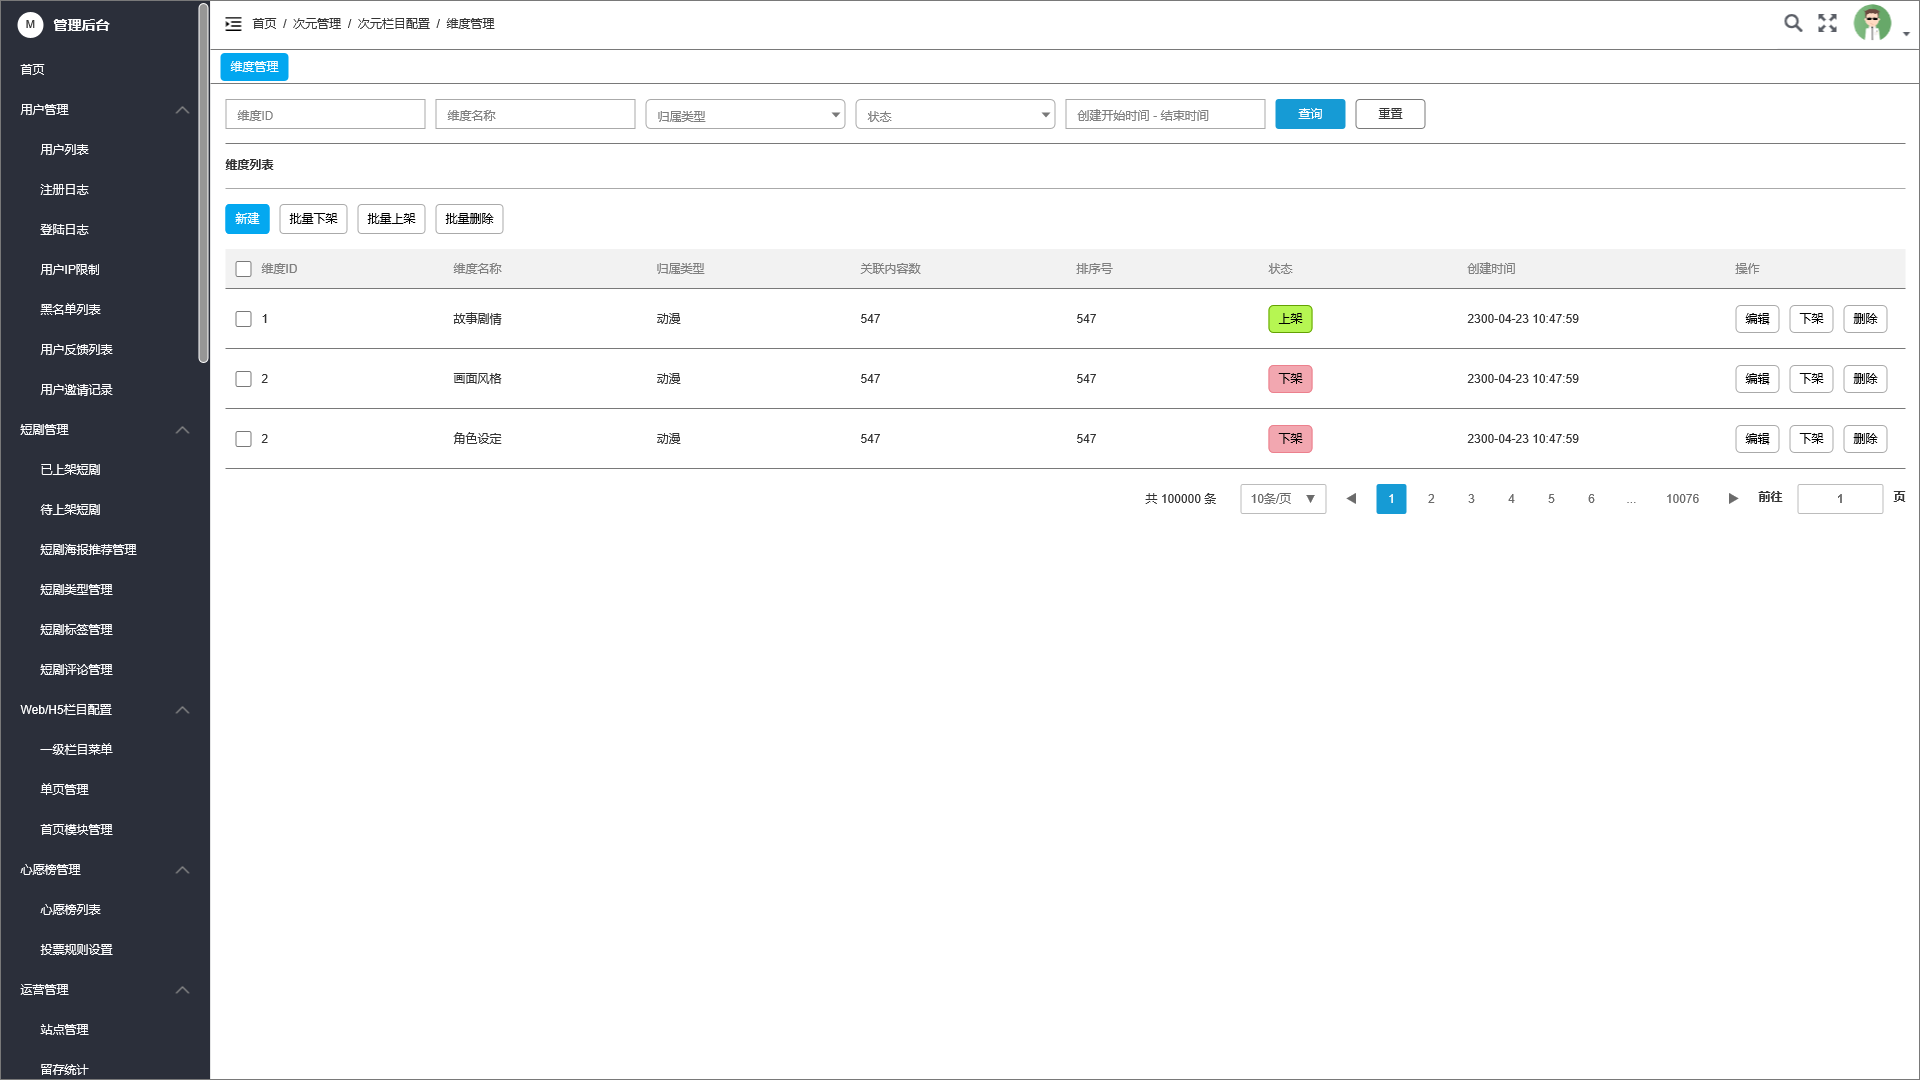 M 管理后台
首页
用户管理
用户列表
注册日志
登陆日志
用户IP限制
黑名单列表
用户反馈列表
用户邀请记录
短剧管理
已上架短剧
待上架短剧
短剧海报推荐管理
短剧类型管理
短剧标签管理
短剧评论管理
Web/H5栏目配置
一级栏目菜单
单页管理
首页模块管理
心愿榜管理
心愿榜列表
投票规则设置
运营管理
站点管理
留存统计
首页 / 次元管理 / 次元栏目配置 / 维度管理
维度管理
维度ID 维度名称 归属类型 状态 创建开始时间 - 结束时间 查询 重置
维度列表
新建 批量下架 批量上架 批量删除
维度ID 维度名称 归属类型 关联内容数 排序号 状态 创建时间 操作
1 故事剧情 动漫 547 547 上架 2300-04-23 10:47:59 编辑 下架 删除
2 画面风格 动漫 547 547 下架 2300-04-23 10:47:59 编辑 下架 删除
2 角色设定 动漫 547 547 下架 2300-04-23 10:47:59 编辑 下架 删除
共 100000 条 10条/页 1 2 3 4 5 6 ... 10076 前往 1 页